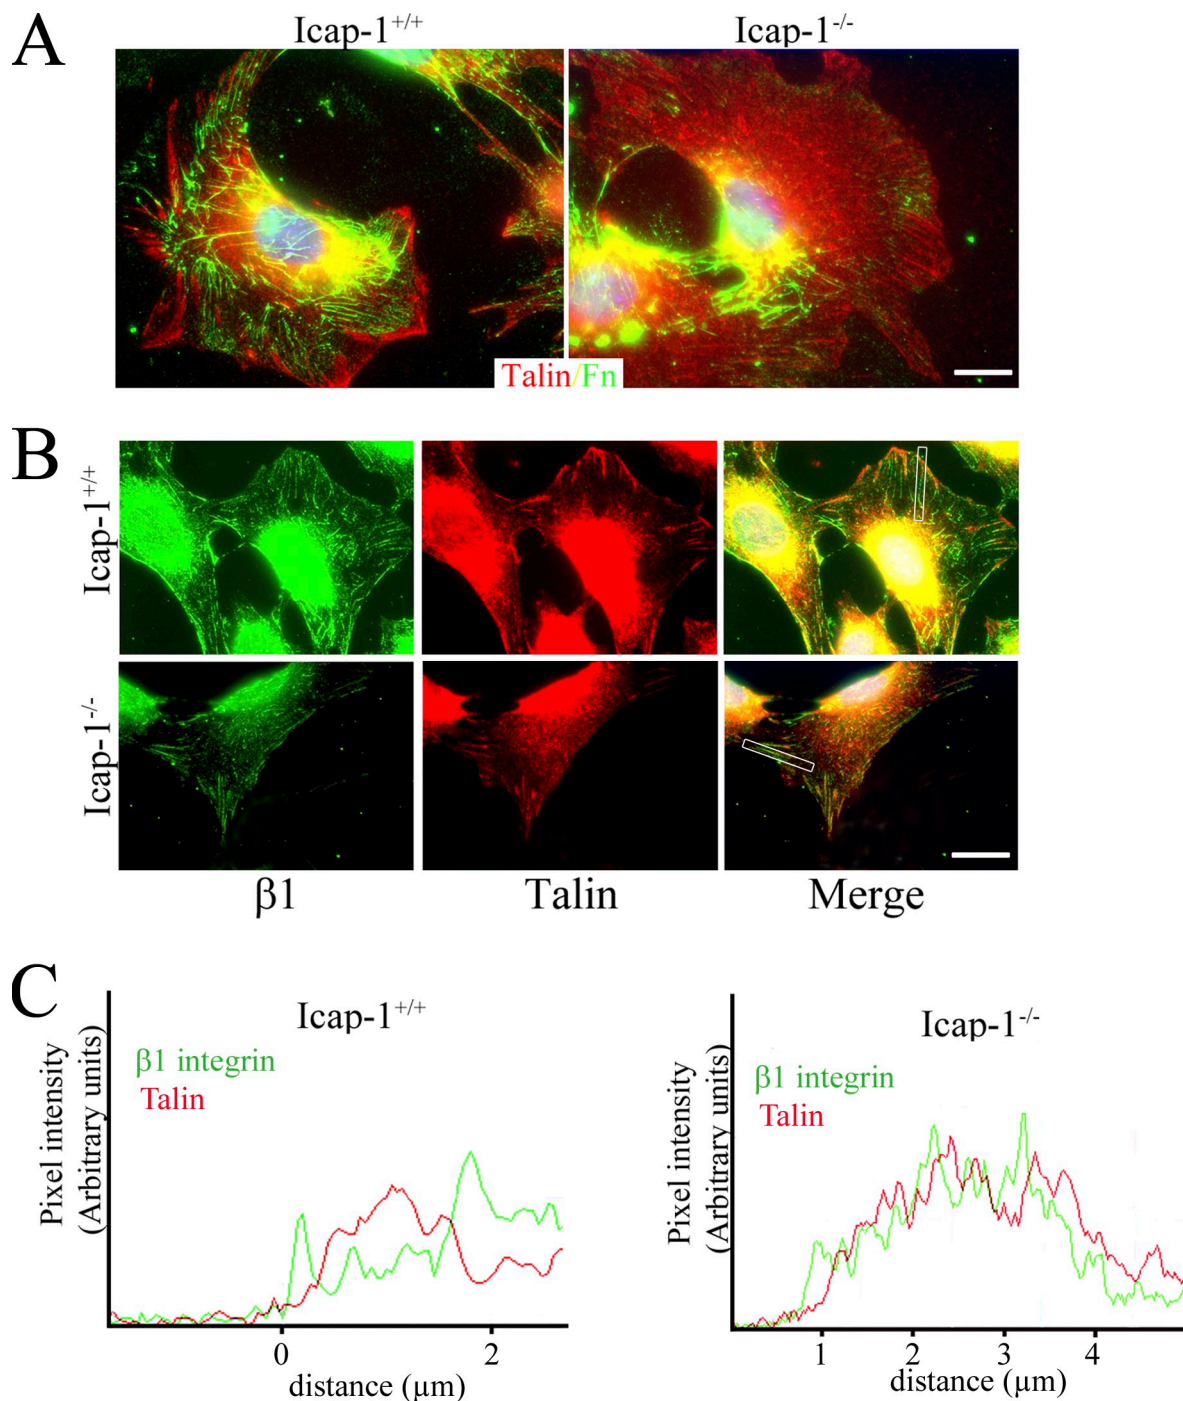 A
Icap-1+/+
Icap-1-/-
Talin/Fn
B
Icap-1+/+
Icap-1-/-
β1
Talin
Merge
C
Icap-1+/+
β1 integrin
Talin
Pixel intensity
(Arbitrary units)
0
2
distance (µm)
Icap-1-/-
β1 integrin
Talin
Pixel intensity
(Arbitrary units)
1
2
3
4
distance (µm)